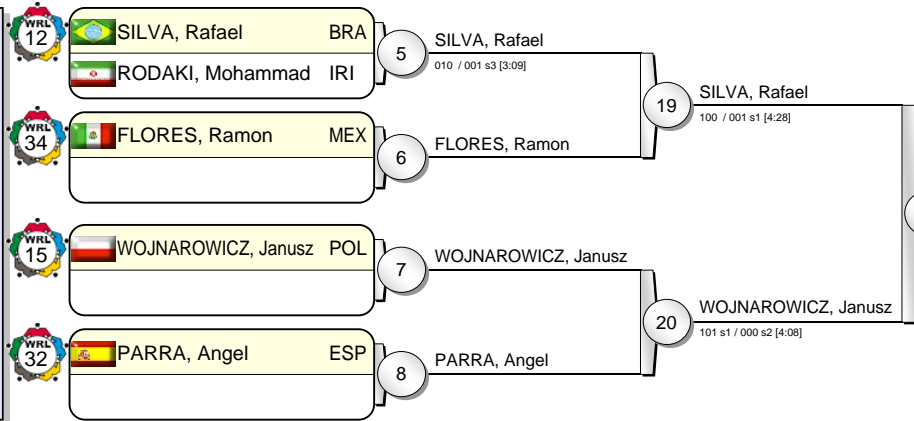 WRL
12
SILVA, Rafael BRA
RODAKI, Mohammad IRI
5
SILVA, Rafael
010 / 001 s3 [3:09]
19
SILVA, Rafael
100 / 001 s1 [4:28]
WRL
34
FLORES, Ramon MEX
6
FLORES, Ramon
WRL
15
WOJNAROWICZ, Janusz POL
7
WOJNAROWICZ, Janusz
20
WOJNAROWICZ, Janusz
101 s1 / 000 s2 [4:08]
WRL
32
PARRA, Angel ESP
8
PARRA, Angel